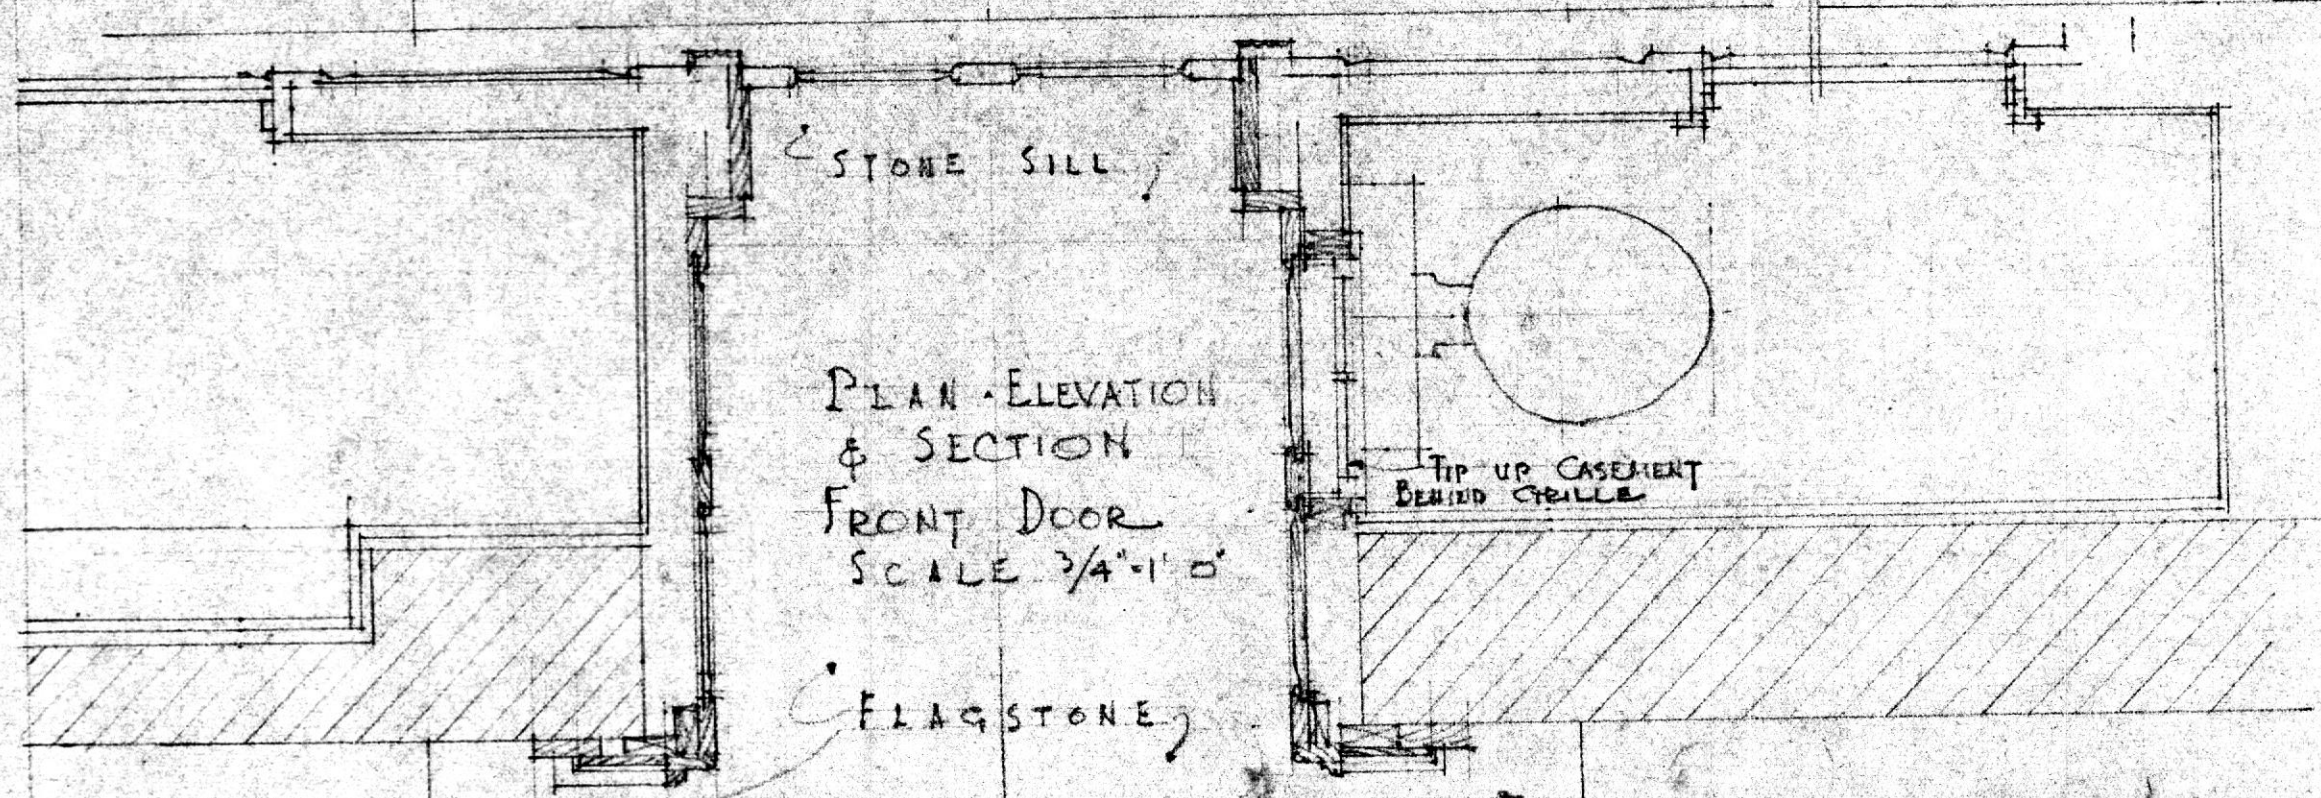 STONE SILL
PLAN · ELEVATION
& SECTION
FRONT DOOR
SCALE 3/4"=1' 0"
TIP UP CASEMENT
BEHIND GRILLE
FLAGSTONE